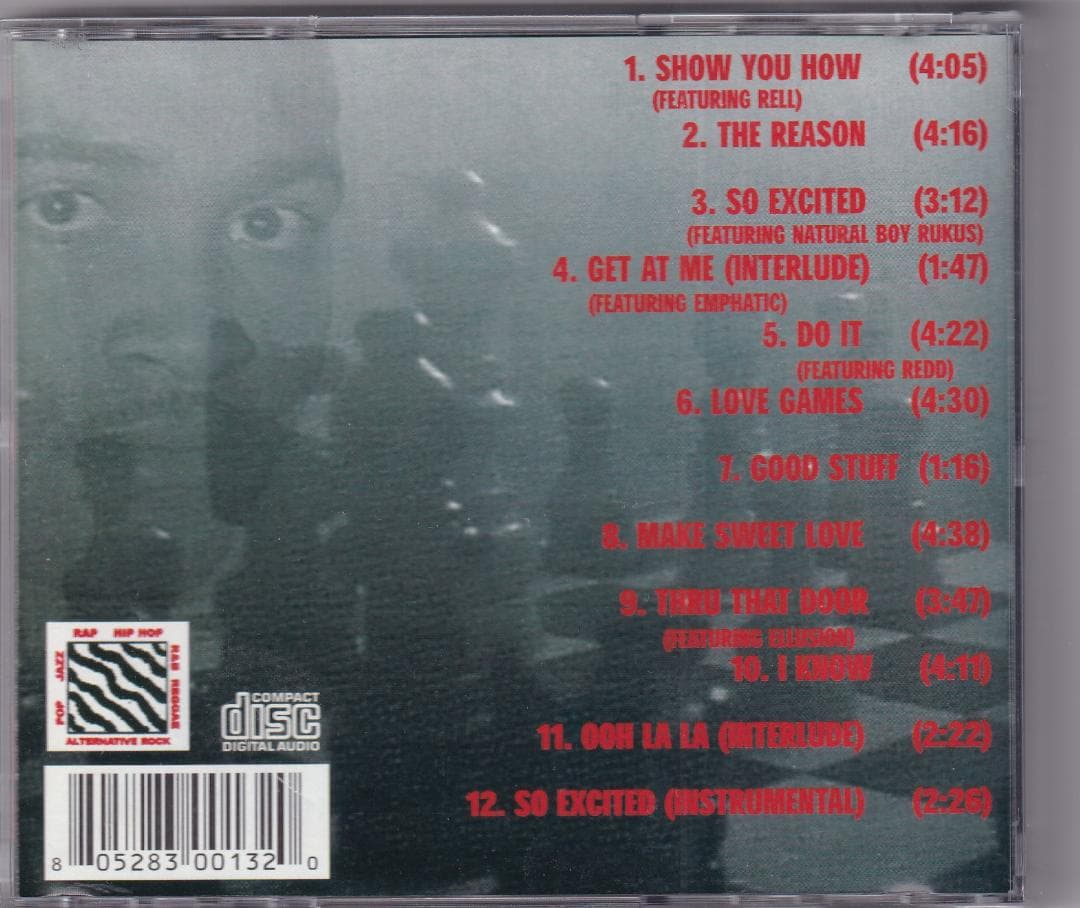 1. SHOW YOU HOW (4:05)
(FEATURING RELL)
2. THE REASON (4:16)
3. SO EXCITED (3:12)
(FEATURING NATURAL BOY RUKUS)
4. GET AT ME (INTERLUDE) (1:47)
(FEATURING EMPHATIC)
5. DO IT (4:22)
(FEATURING REDD)
6. LOVE GAMES (4:30)
7. GOOD STUFF (1:16)
8. MAKE SWEET LOVE (4:38)
9. THRU THAT DOOR (3:47)
(FEATURING ELLUSION)
10. I KNOW (4:11)
11. OOH LA LA (INTERLUDE) (2:22)
12. SO EXCITED (INSTRUMENTAL) (2:26)
RAP HIP HOP
POP JAZZ
R&B REGGAE
ALTERNATIVE ROCK
COMPACT
disc
DIGITAL AUDIO
8 05283 00132 0